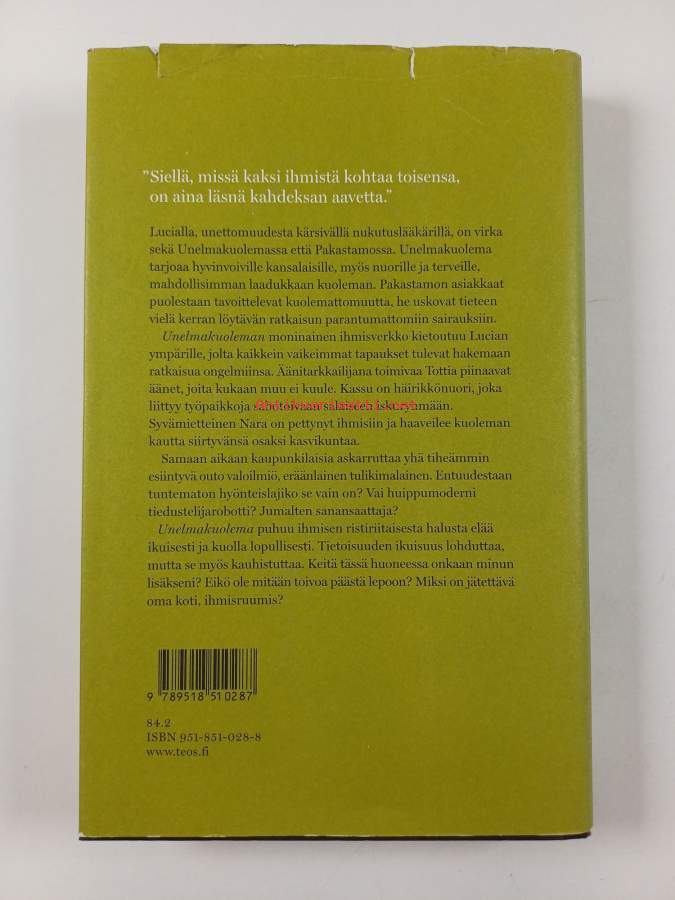 ”Siellä, missä kaksi ihmistä kohtaa toisensa,
on aina läsnä kahdeksan aavetta.”
Lucialla, unettomuudesta kärsivällä nukutuslääkärillä, on virka
sekä Unelmakuolemassa että Pakastamossa. Unelmakuolema
tarjoaa hyvinvoiville kansalaisille, myös nuorille ja terveille,
mahdollisimman laadukkaan kuoleman. Pakastamon asiakkaat
puolestaan tavoittelevat kuolemattomuutta, he uskovat tieteen
vielä kerran löytävän ratkaisun parantumattomiin sairauksiin.
Unelmakuoleman moninainen ihmisverkko kietoutuu Lucian
ympärille, jolta kaikkein vaikeimmat tapaukset tulevat hakemaan
ratkaisua ongelmiinsa. Äänitarkkailijana toimivaa Tottia piinaavat
äänet, joita kukaan muu ei kuule. Kassu on häirikkönuori, joka
liittyy työpaikkoja iskuryhmään.
Syvämietteinen Nara on pettynyt ihmisiin ja haaveilee kuoleman
kautta siirtyvänsä osaksi kasvikuntaa.
Samaan aikaan kaupunkilaisia askarruttaa yhä tiheämmin
esiintyvä outo valoilmiö, eräänlainen tulikimalainen. Entuudestaan
tuntematon hyönteislajiko se vain on? Vai huippumoderni
tiedustelijarobotti? Jumalten sanansaattaja?
Unelmakuolema puhuu ihmisen ristiriitaisesta halusta elää
ikuisesti ja kuolla lopullisesti. Tietoisuuden ikuisuus lohduttaa,
mutta se myös kauhistuttaa. Keitä tässä huoneessa onkaan minun
lisäkseni? Eikö ole mitään toivoa päästä lepoon? Miksi on jätettävä
oma koti, ihmisruumis?
9 789518 510287
84.2
ISBN 951-851-028-8
www.teos.fi